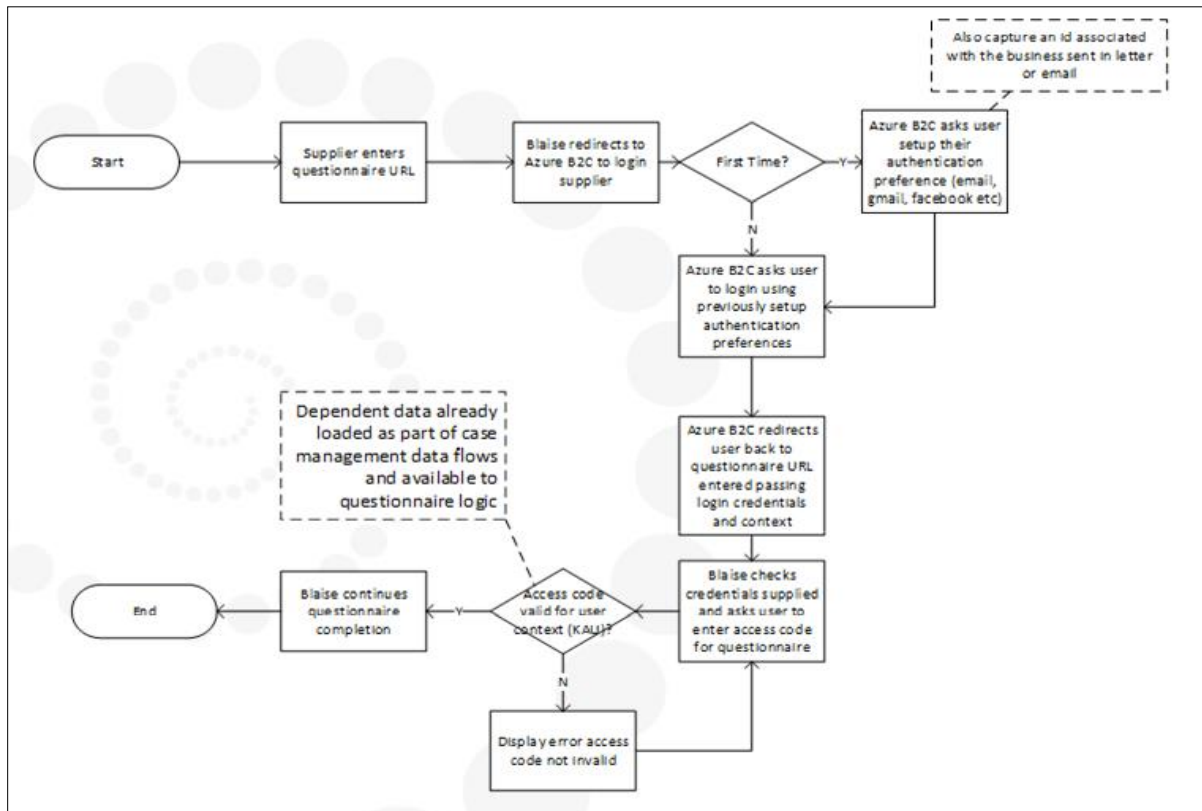 Also capture an id associated
with the business sent in letter
or email
Start
Supplier enters
questionnaire URL
Blaise redirects to
Azure B2C to login
supplier
First Time?
Y
Azure B2C asks user
setup their
authentication
preference (email,
gmail, facebook etc)
N
Azure B2C asks user
to login using
previously setup
authentication
preferences
Dependent data already
loaded as part of case
management data flows
and available to
questionnaire logic
Azure B2C redirects
user back to
questionnaire URL
entered passing
login credentials
and context
End
Blaise continues
questionnaire
completion
Y
Access code
valid for user
context (KAU)?
Blaise checks
credentials supplied
and asks user to
enter access code
for questionnaire
N
Display error access
code not invalid